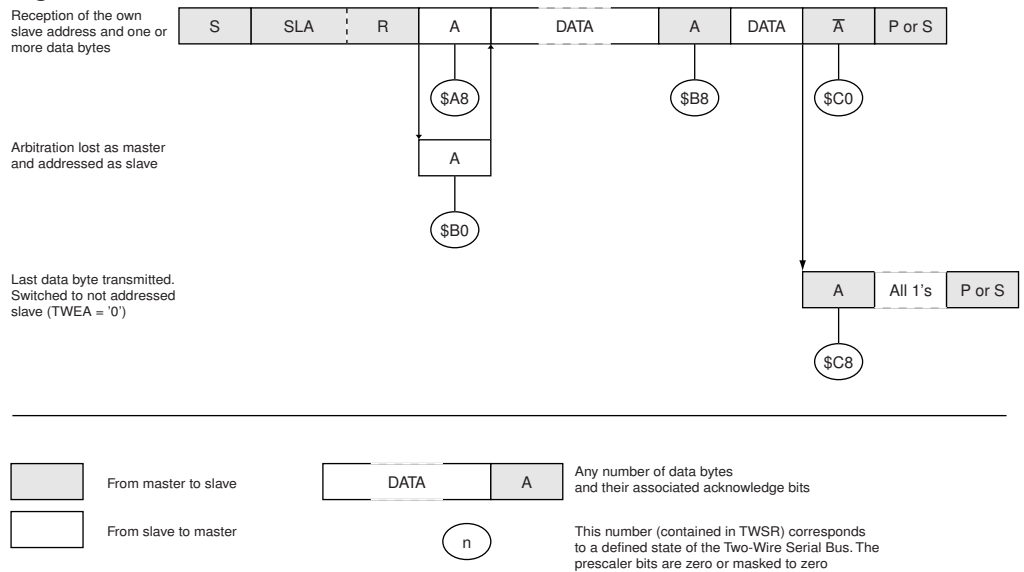 Reception of the own
slave address and one or
more data bytes
S SLA R A DATA A DATA A̅ P or S
$A8 $B8 $C0
Arbitration lost as master
and addressed as slave
A
$B0
Last data byte transmitted.
Switched to not addressed
slave (TWEA = '0')
A All 1's P or S
$C8
From master to slave
DATA A
Any number of data bytes
and their associated acknowledge bits
From slave to master
n
This number (contained in TWSR) corresponds
to a defined state of the Two-Wire Serial Bus. The
prescaler bits are zero or masked to zero